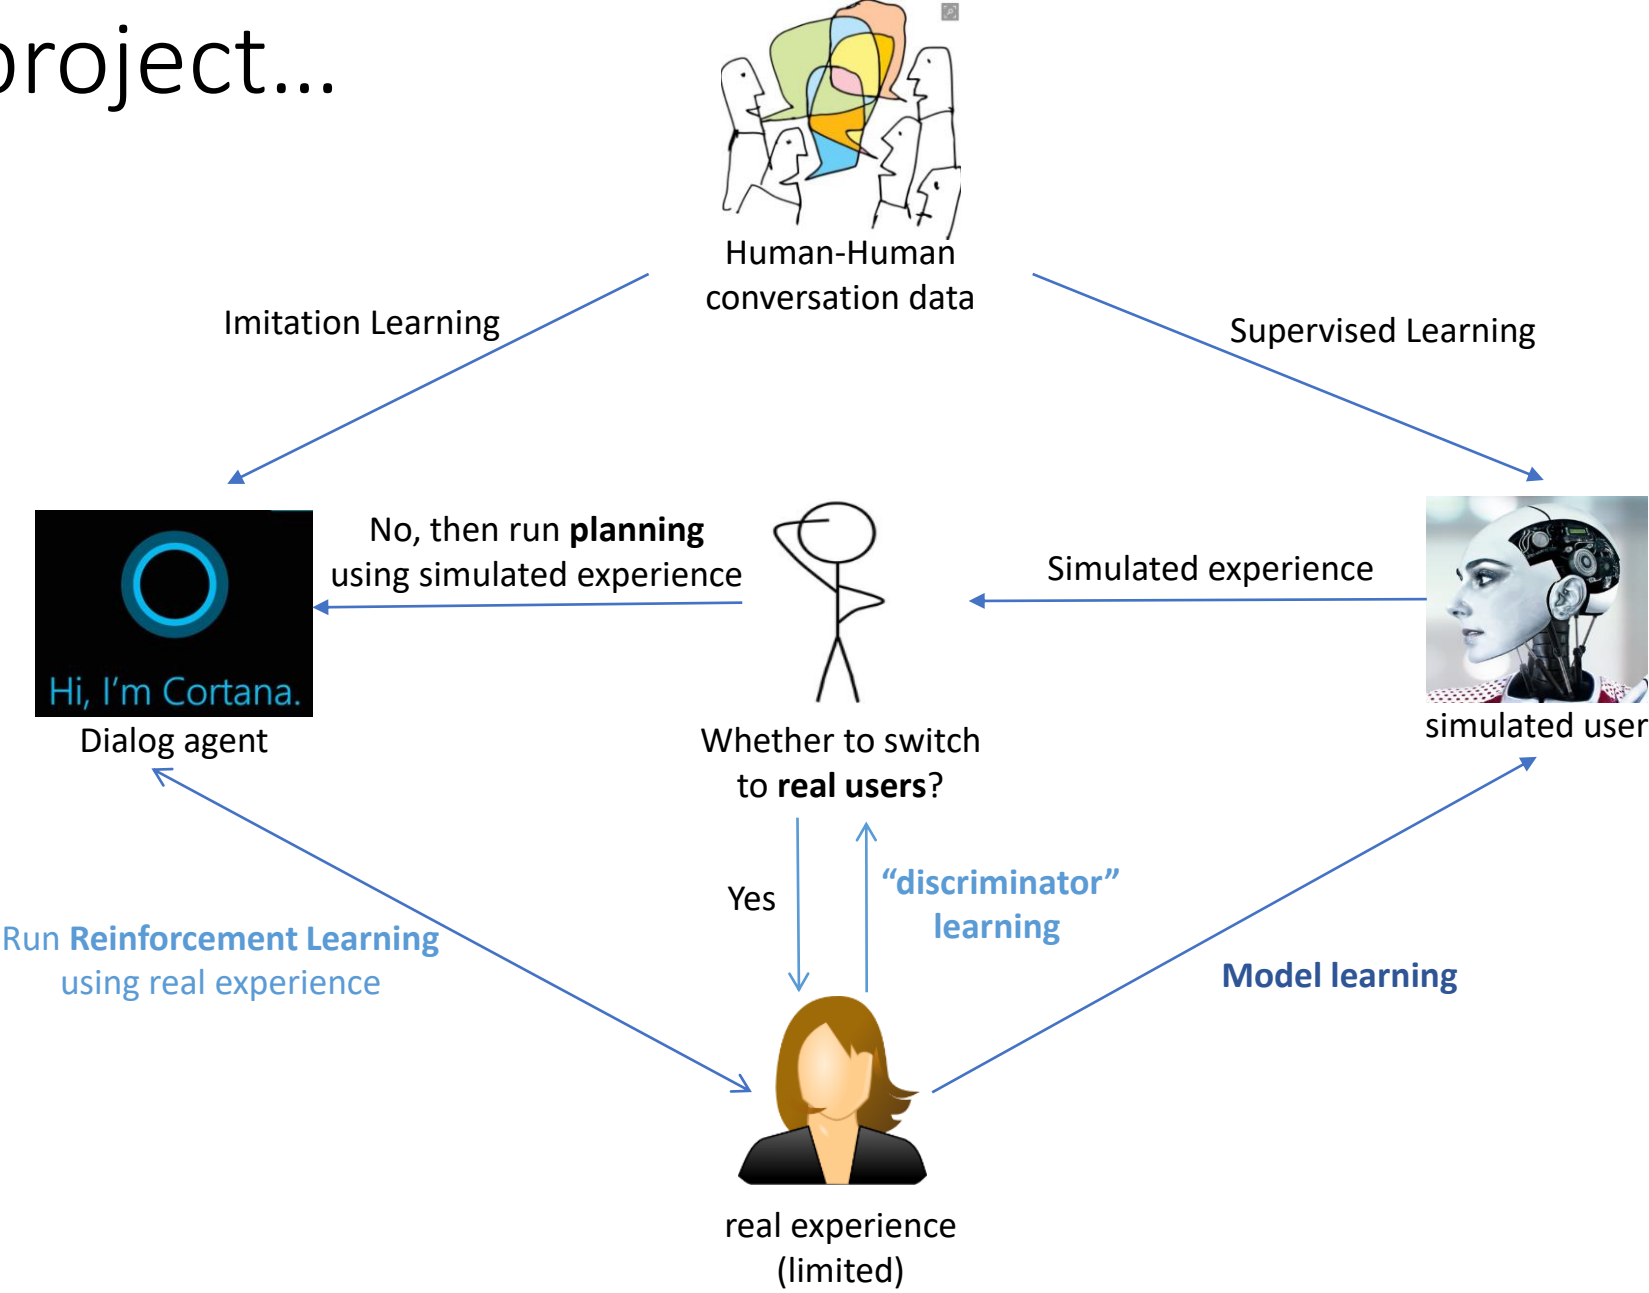 project...
Human-Human
conversation data
Imitation Learning
Supervised Learning
No, then run planning
using simulated experience
Simulated experience
Hi, I'm Cortana.
Dialog agent
Whether to switch
to real users?
simulated user
Yes
“discriminator”
learning
Run Reinforcement Learning
using real experience
Model learning
real experience
(limited)